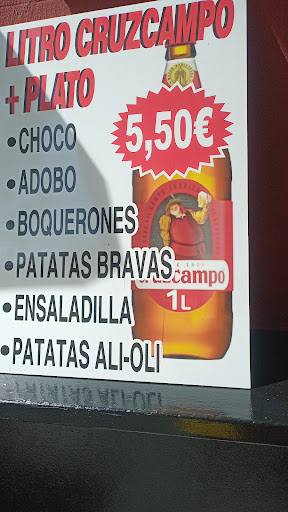 LITRO CRUZCAMPO
+ PLATO
5,50€
•CHOCO
•ADOBO
•BOQUERONES
•PATATAS BRAVAS
•ENSALADILLA
•PATATAS ALI-OLI
cruzcampo
1L